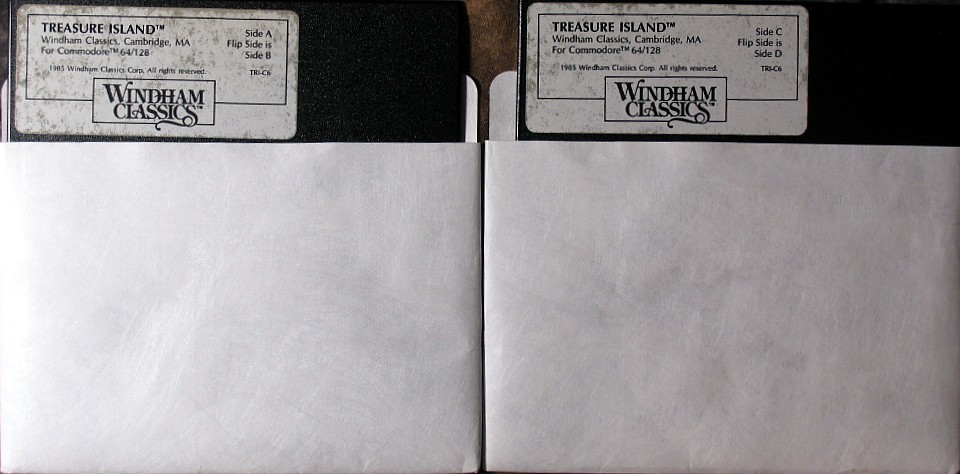 TREASURE ISLAND™
Windham Classics, Cambridge, MA
For Commodore™ 64/128
Side A
Flip Side is
Side B
1985 Windham Classics Corp. All rights reserved.
TRI-C6
WINDHAM
CLASSICS™
TREASURE ISLAND™
Windham Classics, Cambridge, MA
For Commodore™ 64/128
Side C
Flip Side is
Side D
1985 Windham Classics Corp. All rights reserved.
TRI-C6
WINDHAM
CLASSICS™